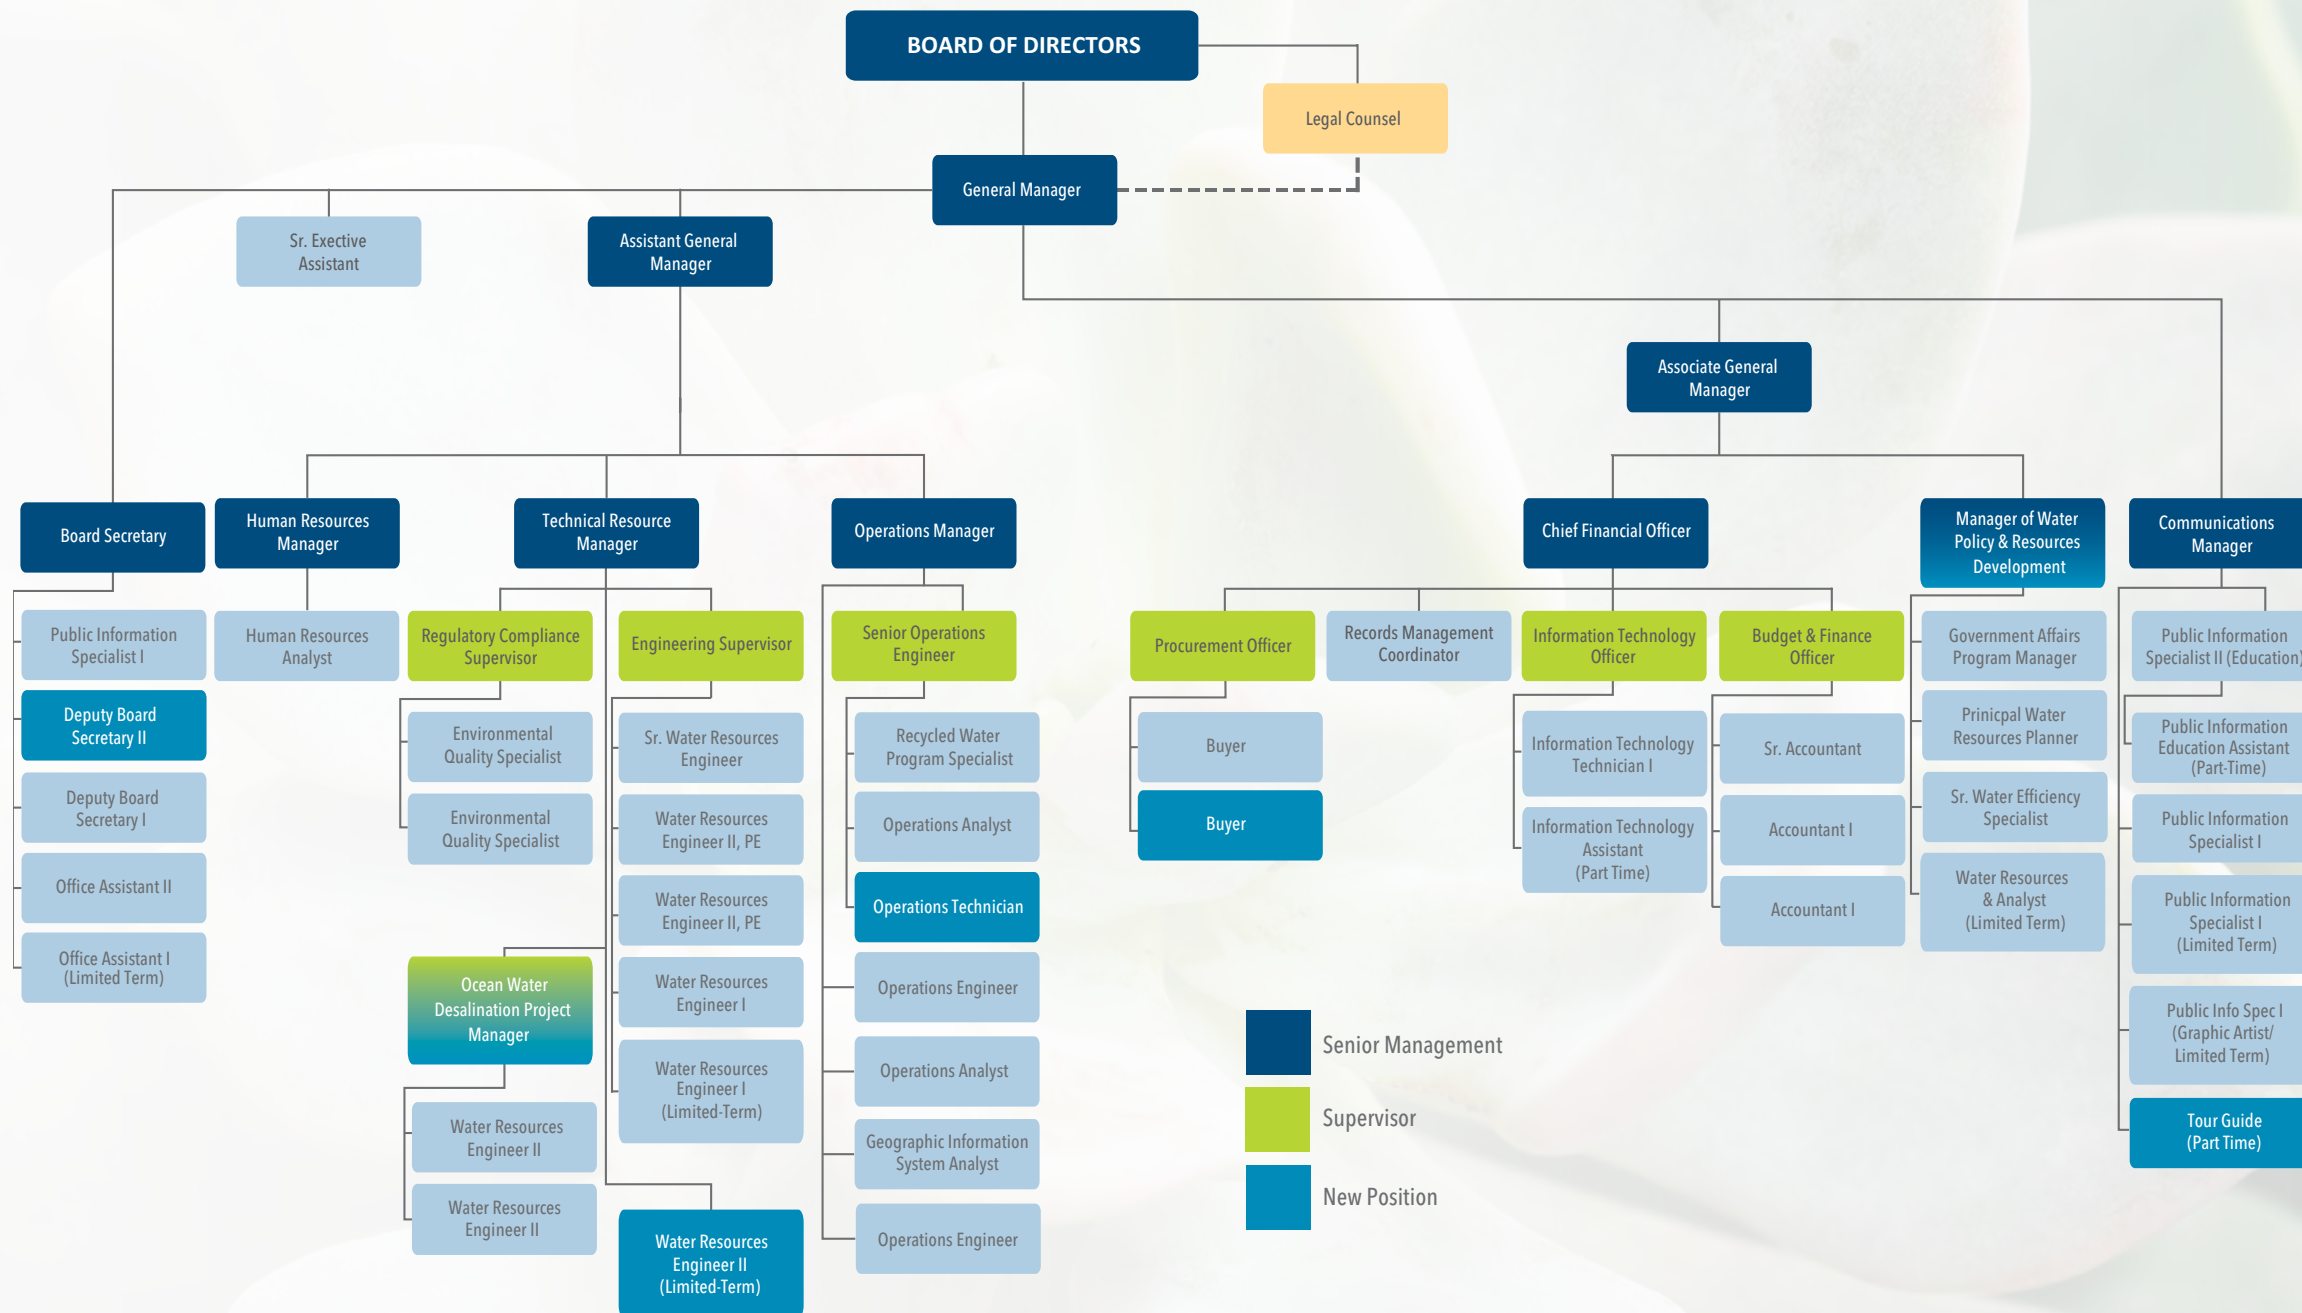 BOARD OF DIRECTORS
Legal Counsel
General Manager
Sr. Exective
Assistant
Assistant General
Manager
Associate General
Manager
Board Secretary
Human Resources
Manager
Technical Resource
Manager
Operations Manager
Chief Financial Officer
Manager of Water
Policy & Resources
Development
Communications
Manager
Public Information
Specialist I
Deputy Board
Secretary II
Deputy Board
Secretary I
Office Assistant II
Office Assistant I
(Limited Term)
Human Resources
Analyst
Regulatory Compliance
Supervisor
Environmental
Quality Specialist
Environmental
Quality Specialist
Ocean Water
Desalination Project
Manager
Water Resources
Engineer II
Water Resources
Engineer II
Engineering Supervisor
Sr. Water Resources
Engineer
Water Resources
Engineer II, PE
Water Resources
Engineer II, PE
Water Resources
Engineer I
Water Resources
Engineer I
(Limited-Term)
Water Resources
Engineer II
(Limited-Term)
Senior Operations
Engineer
Recycled Water
Program Specialist
Operations Analyst
Operations Technician
Operations Engineer
Operations Analyst
Geographic Information
System Analyst
Operations Engineer
Procurement Officer
Buyer
Buyer
Records Management
Coordinator
Information Technology
Officer
Information Technology
Technician I
Information Technology
Assistant
(Part Time)
Budget & Finance
Officer
Sr. Accountant
Accountant I
Accountant I
Government Affairs
Program Manager
Prinicpal Water
Resources Planner
Sr. Water Efficiency
Specialist
Water Resources
& Analyst
(Limited Term)
Public Information
Specialist II (Education)
Public Information
Education Assistant
(Part-Time)
Public Information
Specialist I
Public Information
Specialist I
(Limited Term)
Public Info Spec I
(Graphic Artist/
Limited Term)
Tour Guide
(Part Time)
Senior Management
Supervisor
New Position